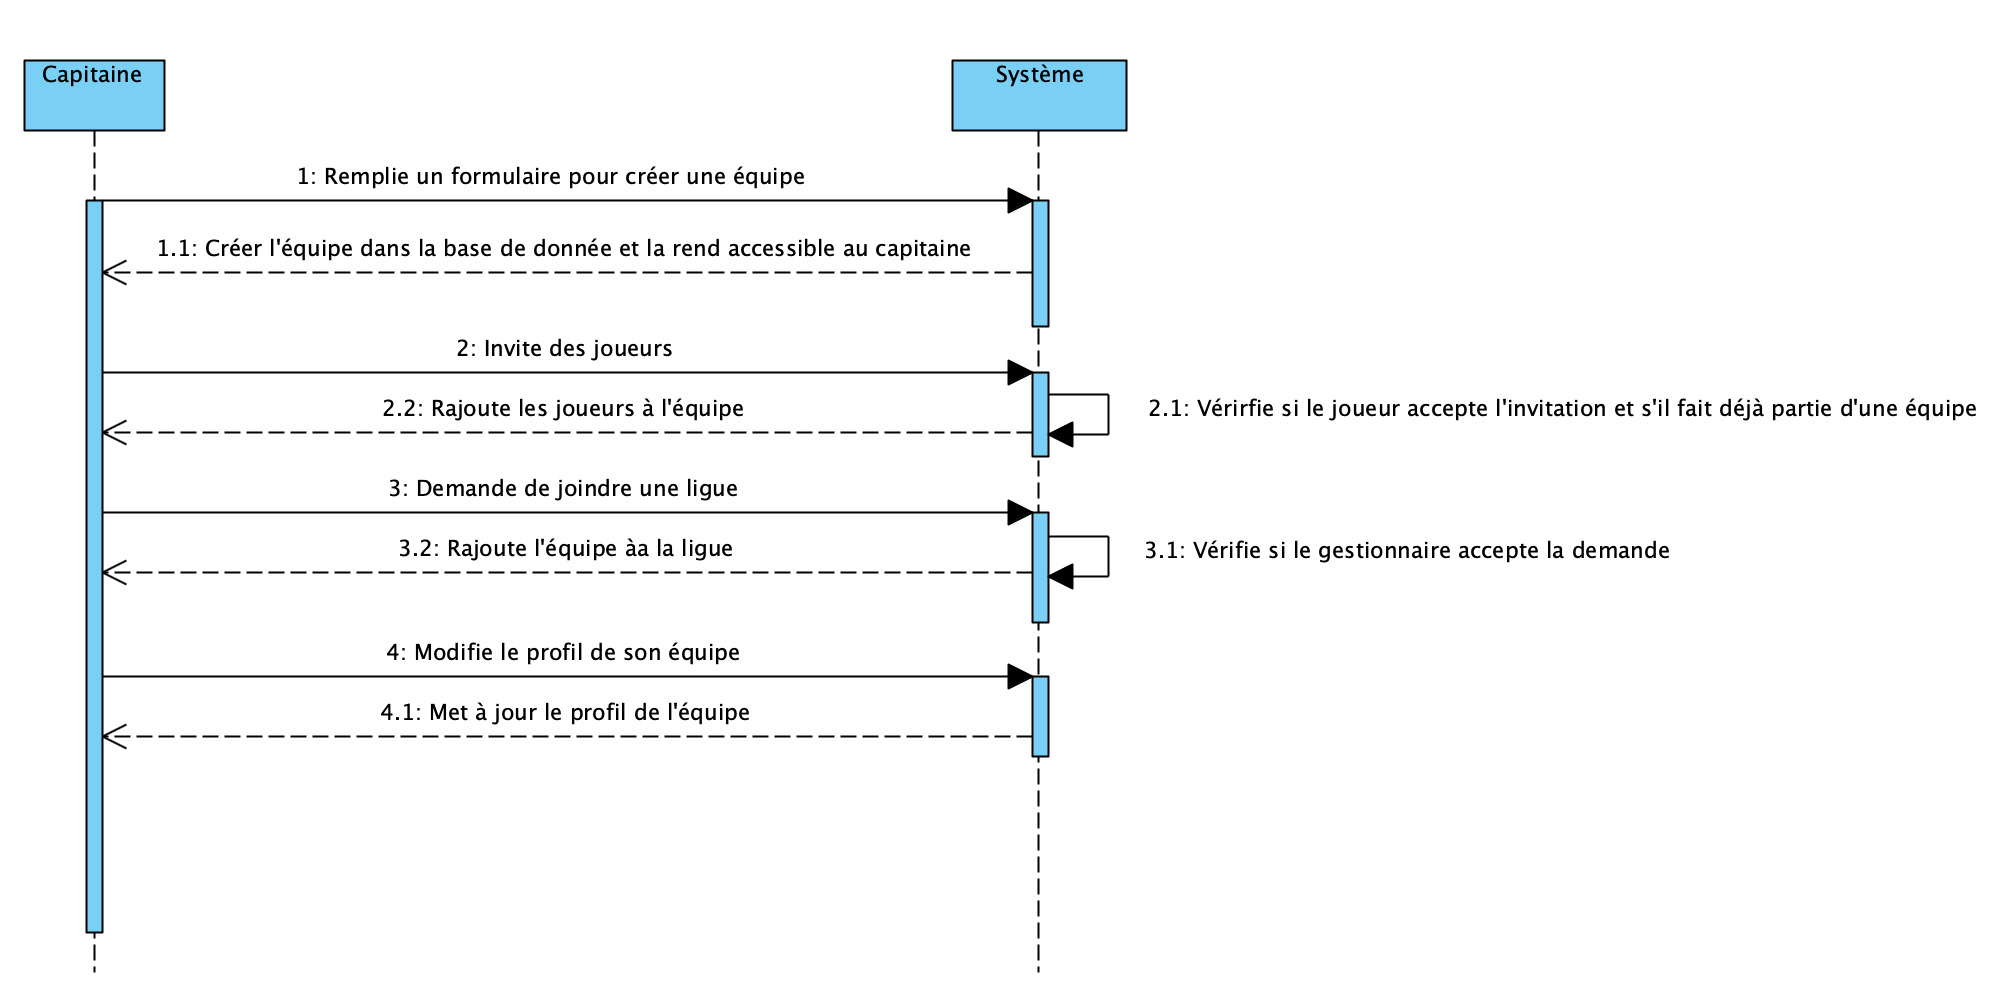 Capitaine
Système
1: Remplie un formulaire pour créer une équipe
1.1: Créer l'équipe dans la base de donnée et la rend accessible au capitaine
2: Invite des joueurs
2.2: Rajoute les joueurs à l'équipe
2.1: Vérirfie si le joueur accepte l'invitation et s'il fait déjà partie d'une équipe
3: Demande de joindre une ligue
3.2: Rajoute l'équipe àa la ligue
3.1: Vérifie si le gestionnaire accepte la demande
4: Modifie le profil de son équipe
4.1: Met à jour le profil de l'équipe